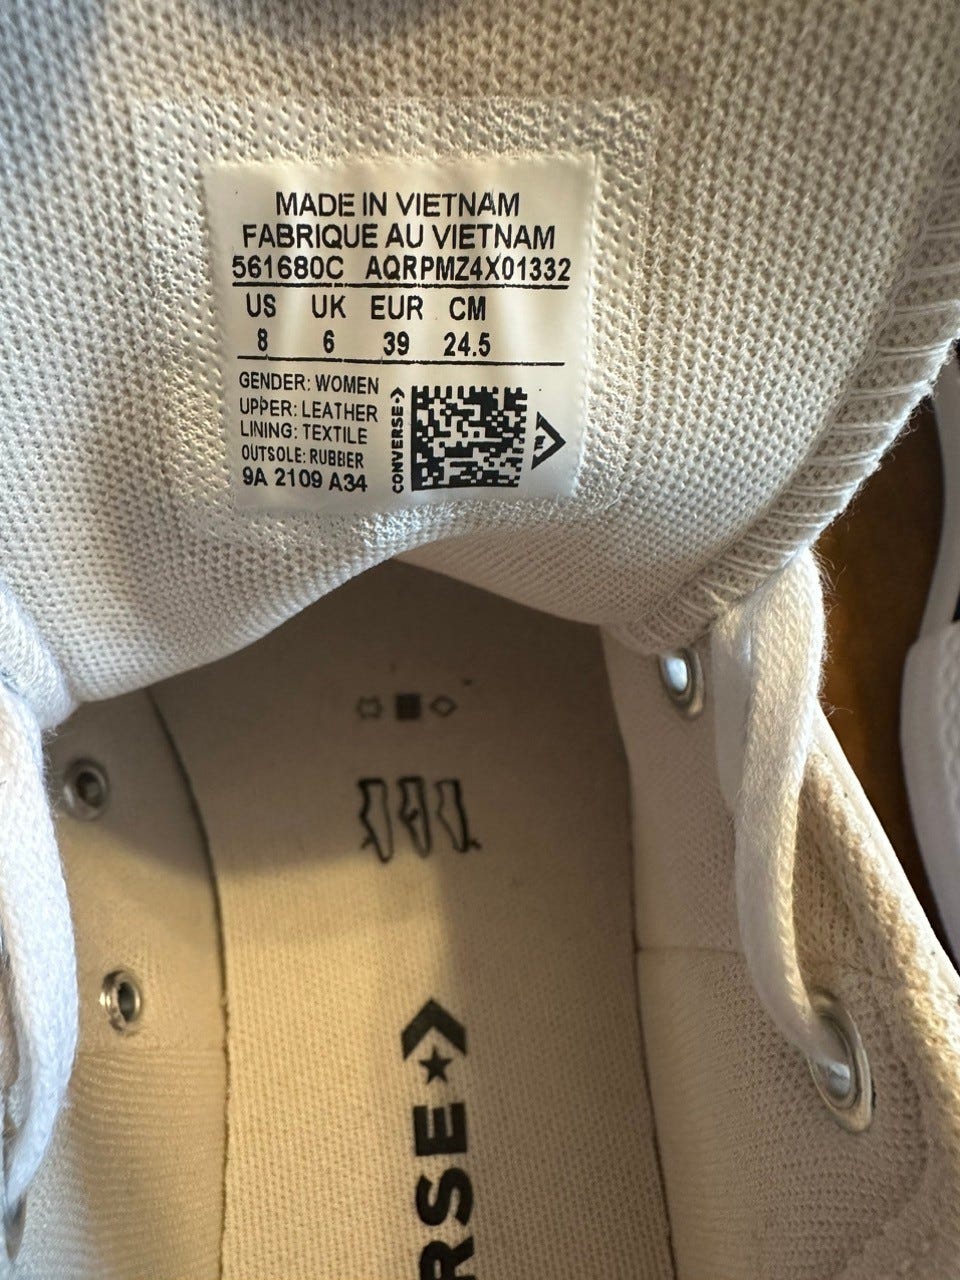 MADE IN VIETNAM
FABRIQUE AU VIETNAM
561680C AQRPMZ4X01332
US UK EUR CM
8 6 39 24.5
GENDER: WOMEN
UPPER: LEATHER
LINING: TEXTILE
OUTSOLE: RUBBER
9A 2109 A34
CONVERSE
ERSE